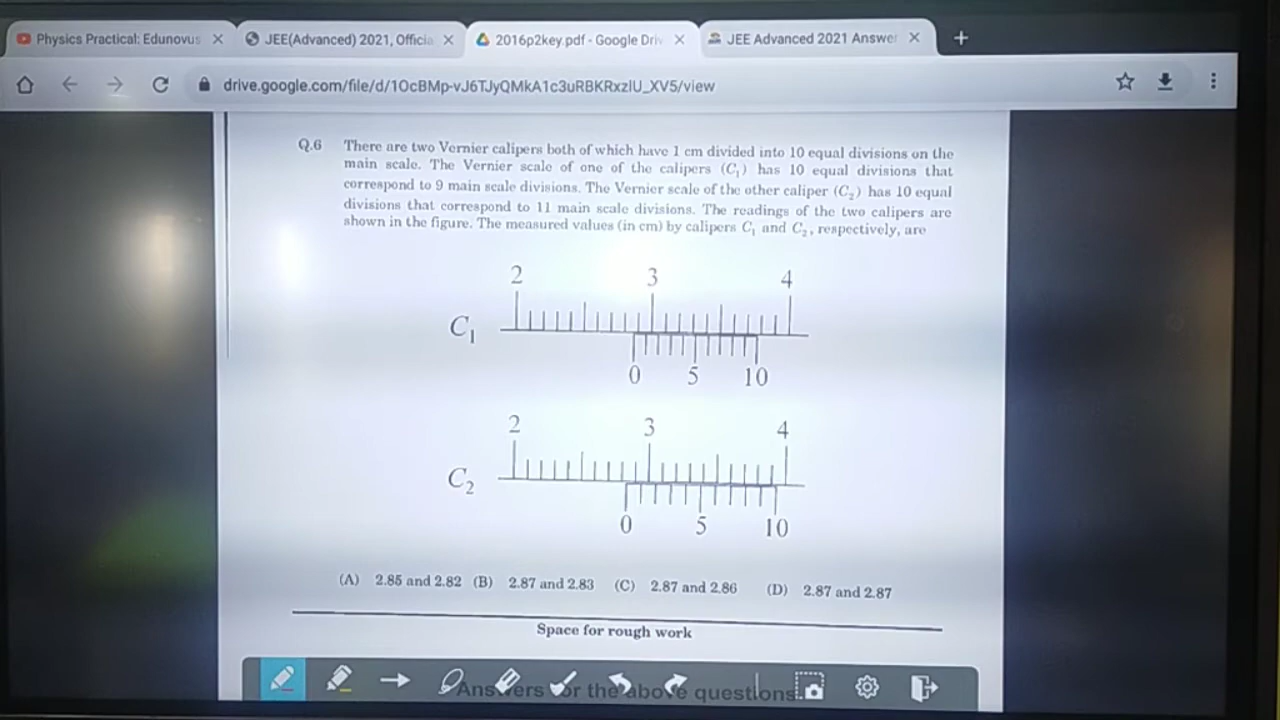 Physics Practical: Edunovus
JEE(Advanced) 2021, Officia
2016p2key.pdf - Google Driv
JEE Advanced 2021 Answer
drive.google.com/file/d/1OcBMp-vJ6TJyQMkA1c3uRBKRxzlU_XV5/view
Q.6 There are two Vernier calipers both of which have 1 cm divided into 10 equal divisions on the
main scale. The Vernier scale of one of the calipers (C₁) has 10 equal divisions that
correspond to 9 main scale divisions. The Vernier scale of the other caliper (C₂) has 10 equal
divisions that correspond to 11 main scale divisions. The readings of the two calipers are
shown in the figure. The measured values (in cm) by calipers C₁ and C₂, respectively, are
2 3 4
C₁
0 5 10
2 3 4
C₂
0 5 10
(A) 2.85 and 2.82 (B) 2.87 and 2.83 (C) 2.87 and 2.86 (D) 2.87 and 2.87
Space for rough work
Answers for the above questions.